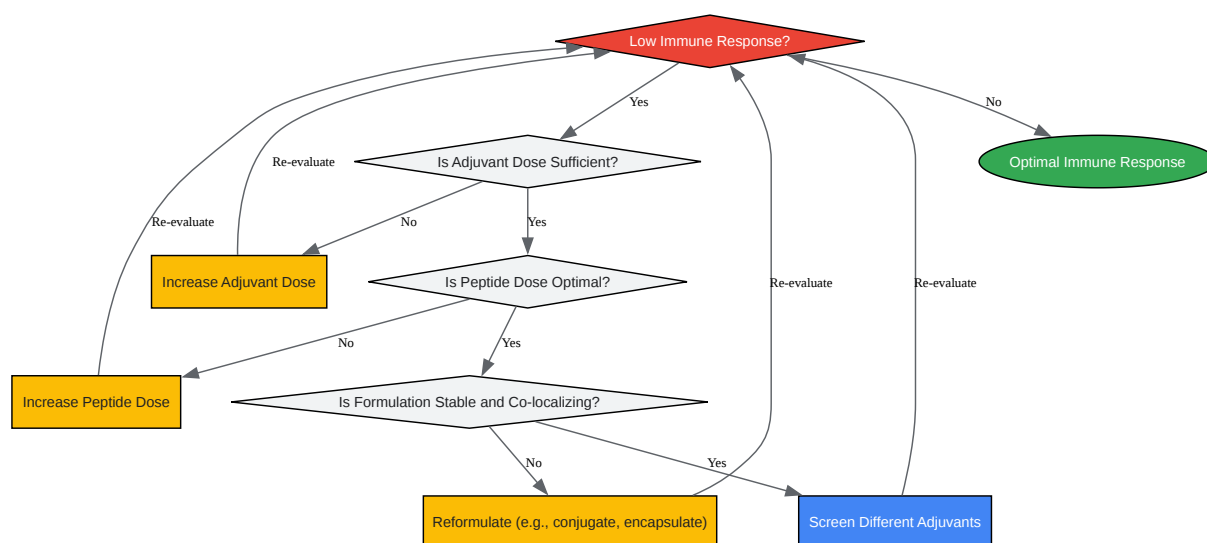 Low Immune Response?
Yes
No
Is Adjuvant Dose Sufficient?
Re-evaluate
Optimal Immune Response
Re-evaluate
No
Yes
Increase Adjuvant Dose
Is Peptide Dose Optimal?
Re-evaluate
Re-evaluate
No
Yes
Increase Peptide Dose
Is Formulation Stable and Co-localizing?
No
Yes
Reformulate (e.g., conjugate, encapsulate)
Screen Different Adjuvants